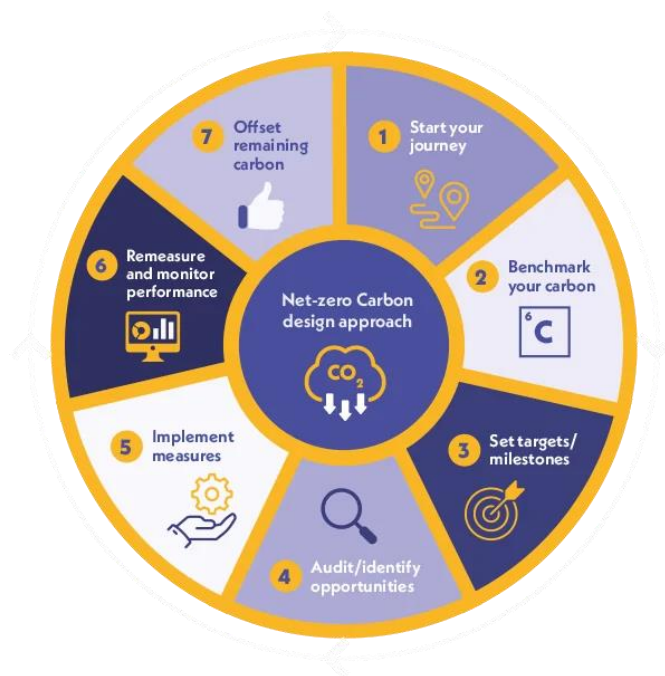 Net-zero Carbon
design approach
CO2
1
Start your
journey
2
Benchmark
your carbon
6
C
3
Set targets/
milestones
4
Audit/identify
opportunities
5
Implement
measures
6
Remeasure
and monitor
performance
7
Offset
remaining
carbon